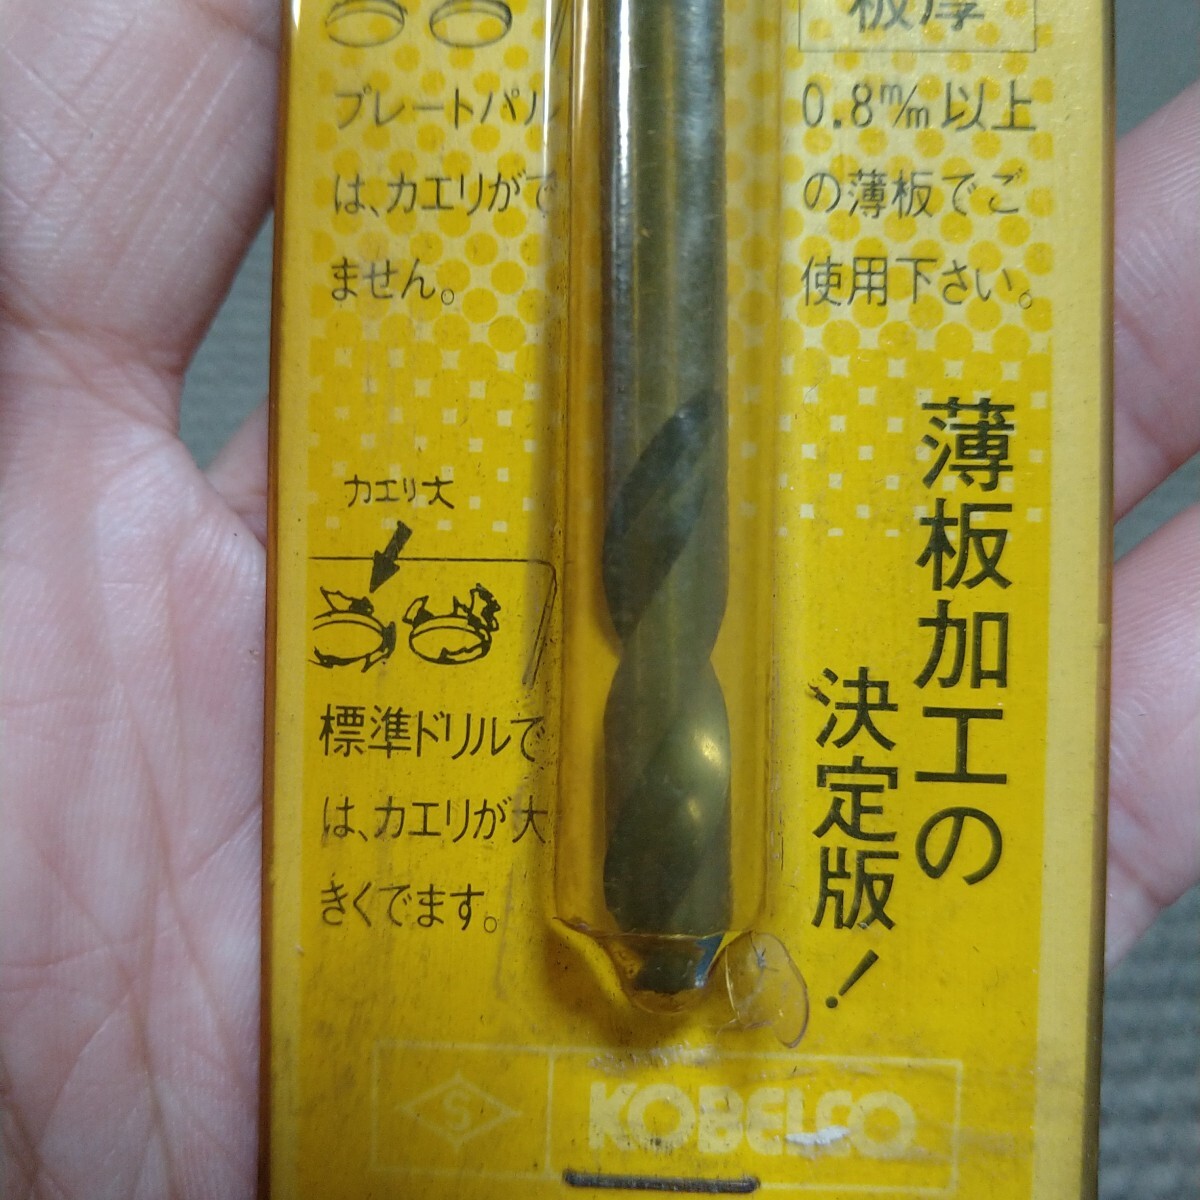 プレートパル
は、カエリがで
ません。
カエリ大
標準ドリルで
は、カエリが大
きくでます。
板厚
0.8m/m以上
の薄板でご
使用下さい。
薄板加工の
決定版!
S
KOBELCO